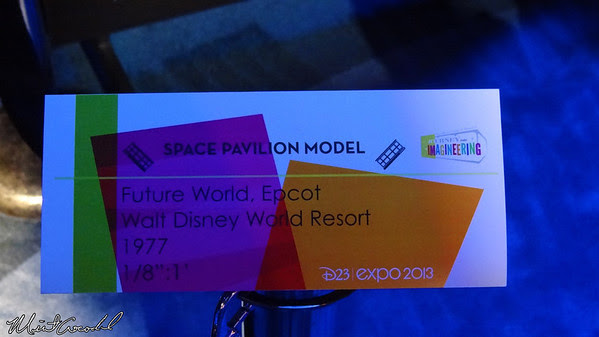 SPACE PAVILION MODEL
IMAGINEERING
Future World, Epcot
Walt Disney World Resort
1977
1/8":1'
D23 expo 2013